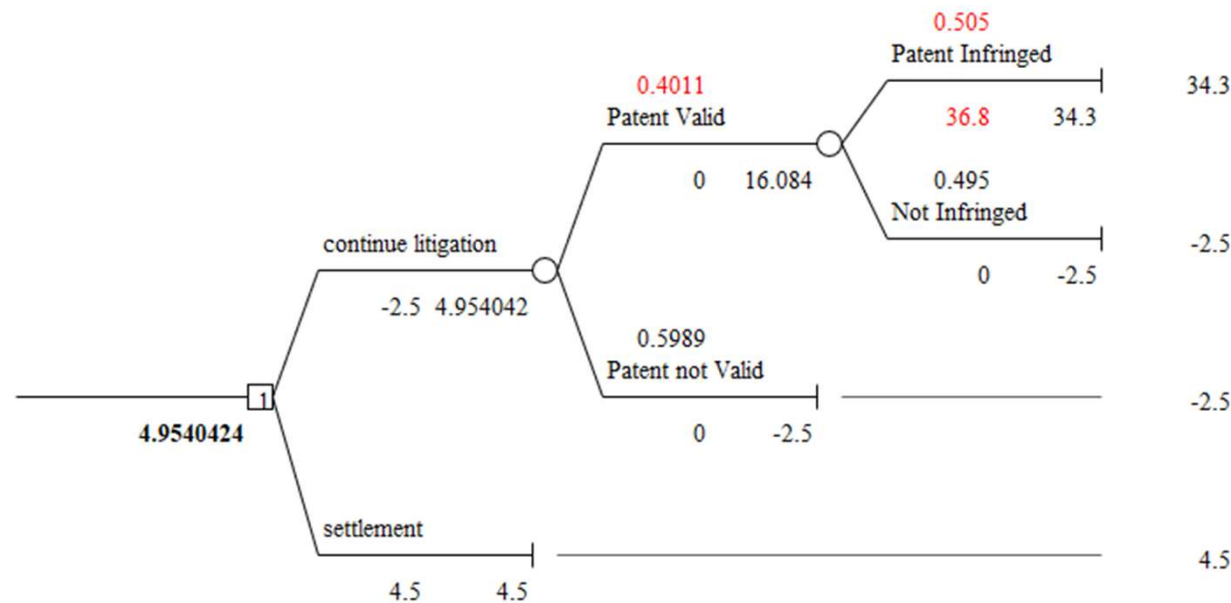 0.505
Patent Infringed
0.4011
34.3
Patent Valid
36.8 34.3
0 16.084
0.495
Not Infringed
continue litigation
-2.5
0 -2.5
-2.5 4.954042
0.5989
Patent not Valid
1
-2.5
4.9540424
0 -2.5
settlement
4.5
4.5 4.5